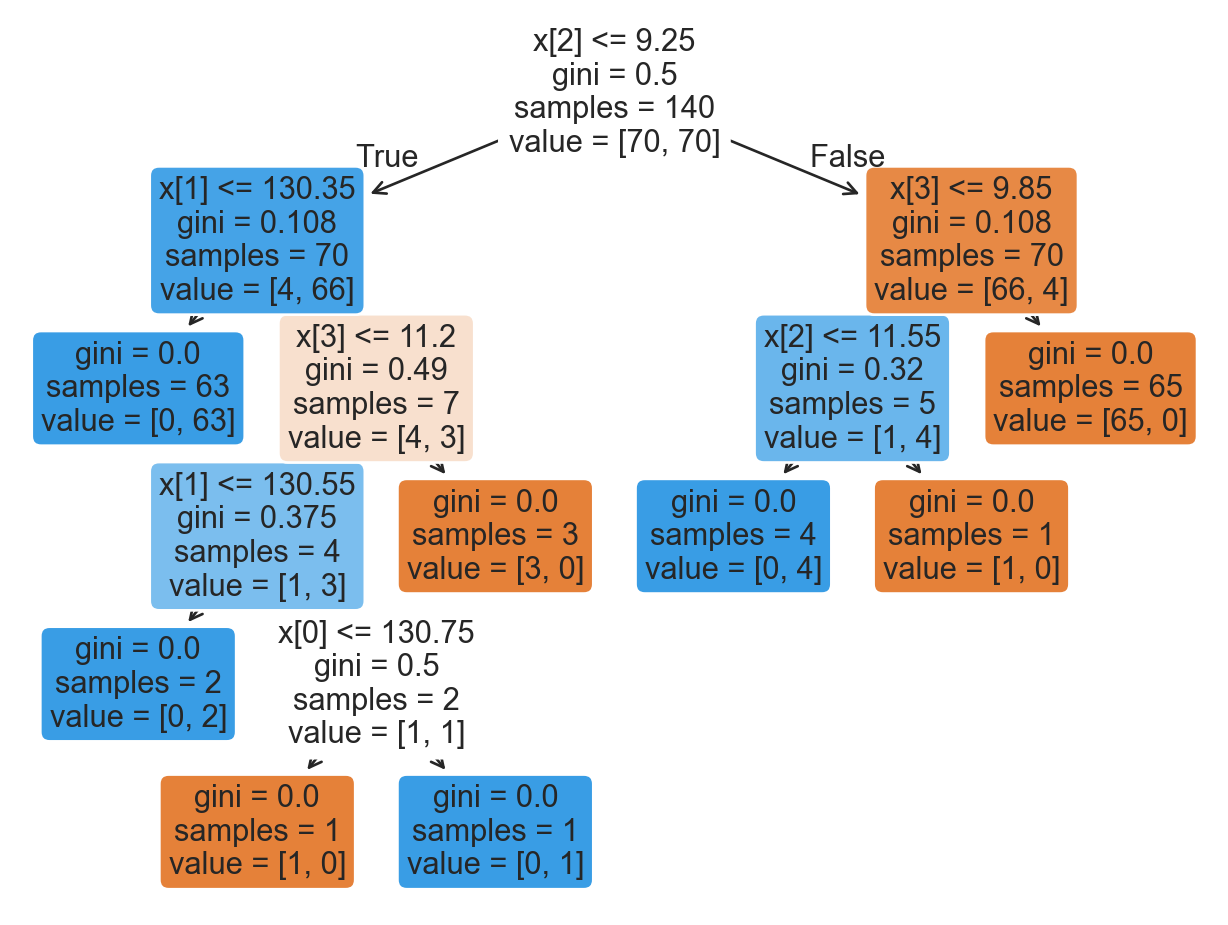 x[2] <= 9.25
gini = 0.5
samples = 140
value = [70, 70]
True
False
x[1] <= 130.35
gini = 0.108
samples = 70
value = [4, 66]
x[3] <= 9.85
gini = 0.108
samples = 70
value = [66, 4]
gini = 0.0
samples = 63
value = [0, 63]
x[3] <= 11.2
gini = 0.49
samples = 7
value = [4, 3]
x[2] <= 11.55
gini = 0.32
samples = 5
value = [1, 4]
gini = 0.0
samples = 65
value = [65, 0]
x[1] <= 130.55
gini = 0.375
samples = 4
value = [1, 3]
gini = 0.0
samples = 3
value = [3, 0]
gini = 0.0
samples = 4
value = [0, 4]
gini = 0.0
samples = 1
value = [1, 0]
gini = 0.0
samples = 2
value = [0, 2]
x[0] <= 130.75
gini = 0.5
samples = 2
value = [1, 1]
gini = 0.0
samples = 1
value = [1, 0]
gini = 0.0
samples = 1
value = [0, 1]